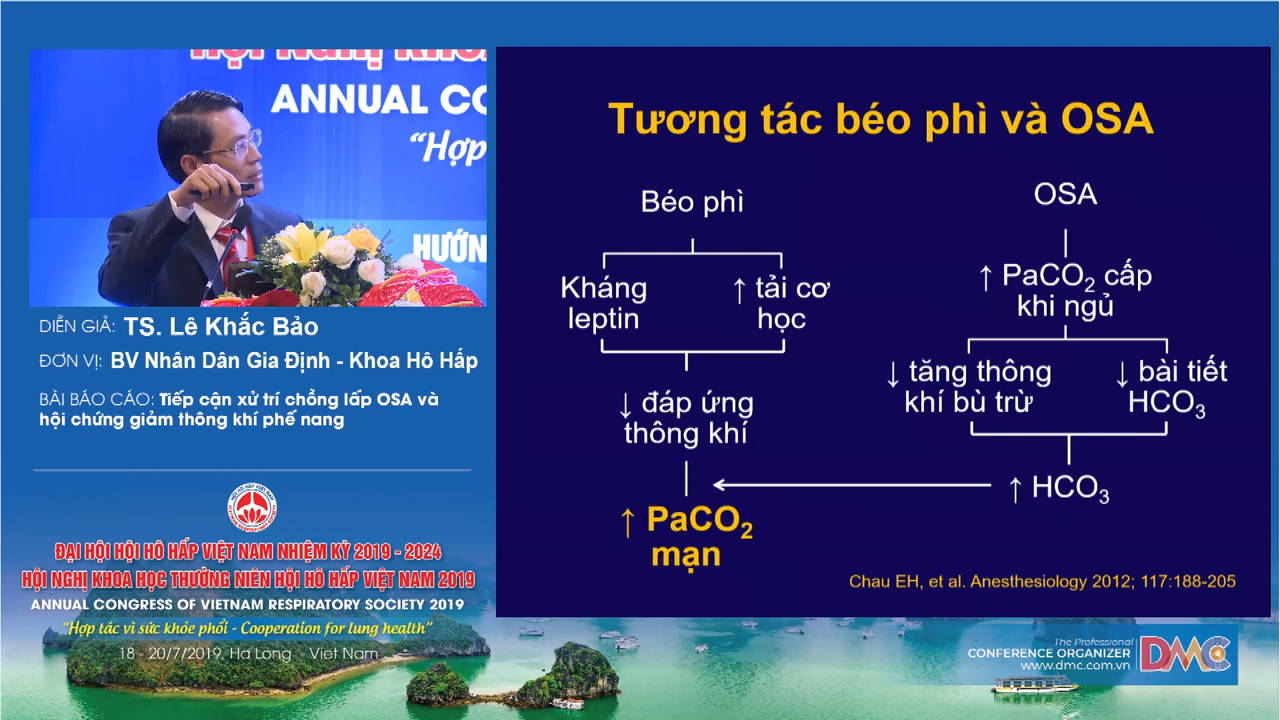 ANNUAL CO
“Hợp
HƯỚN
DIỄN GIẢ: TS. Lê Khắc Bảo
ĐƠN VỊ: BV Nhân Dân Gia Định - Khoa Hô Hấp
BÀI BÁO CÁO: Tiếp cận xử trí chồng lấp OSA và
hội chứng giảm thông khí phế nang
ĐẠI HỘI HỘI HÔ HẤP VIỆT NAM NHIỆM KỲ 2019 - 2024
HỘI NGHỊ KHOA HỌC THƯỜNG NIÊN HỘI HÔ HẤP VIỆT NAM 2019
ANNUAL CONGRESS OF VIETNAM RESPIRATORY SOCIETY 2019
“Hợp tác vì sức khỏe phổi - Cooperation for lung health”
18 - 20/7/2019, Ha Long Viet Nam
Tương tác béo phì và OSA
Béo phì
Kháng
leptin
↑ tải cơ
học
↓ đáp ứng
thông khí
↑ PaCO2
mạn
OSA
↑ PaCO2 cấp
khi ngủ
↓ tăng thông
khí bù trừ
↓ bài tiết
HCO3
↑ HCO3
Chau EH, et al. Anesthesiology 2012; 117:188-205
The Professional
CONFERENCE ORGANIZER
www.dmc.com.vn
DMC